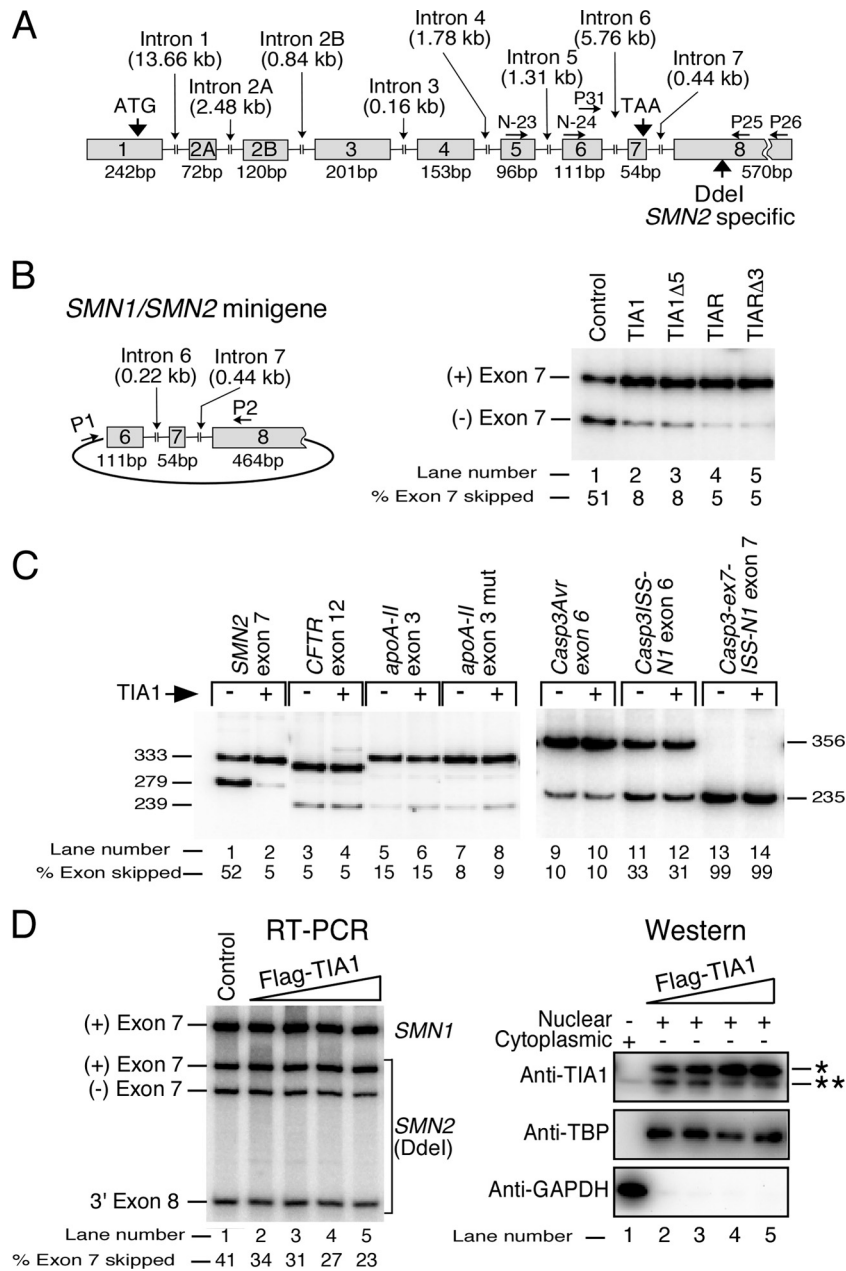 A
Intron 1
(13.66 kb)
Intron 2A
(2.48 kb)
Intron 2B
(0.84 kb)
Intron 3
(0.16 kb)
Intron 4
(1.78 kb)
Intron 5
(1.31 kb)
Intron 6
(5.76 kb)
Intron 7
(0.44 kb)
ATG
N-23
N-24
P31
TAA
P25
P26
1 2A 2B 3 4 5 6 7 8
242bp 72bp 120bp 201bp 153bp 96bp 111bp 54bp 570bp
DdeI
SMN2 specific
B
SMN1/SMN2 minigene
Intron 6
(0.22 kb)
Intron 7
(0.44 kb)
P1
P2
6 7 8
111bp 54bp 464bp
Control
TIA1
TIA1Δ5
TIAR
TIARΔ3
(+) Exon 7
(-) Exon 7
Lane number 1 2 3 4 5
% Exon 7 skipped 51 8 8 5 5
C
SMN2
exon 7
CFTR
exon 12
apoA-II
exon 3
apoA-II
exon 3 mut
Casp3Avr
exon 6
Casp3ISS-
N1 exon 6
Casp3-ex7-
ISS-N1 exon 7
TIA1 - + - + - + - + - + - + - +
333
279
239
356
235
Lane number 1 2 3 4 5 6 7 8 9 10 11 12 13 14
% Exon skipped 52 5 5 5 15 15 8 9 10 10 33 31 99 99
D
RT-PCR
Control
Flag-TIA1
(+) Exon 7
SMN1
(+) Exon 7
(-) Exon 7
SMN2
(DdeI)
3' Exon 8
Lane number 1 2 3 4 5
% Exon 7 skipped 41 34 31 27 23
Western
Flag-TIA1
Nuclear - + + + +
Cytoplasmic + - - - -
Anti-TIA1
*
**
Anti-TBP
Anti-GAPDH
Lane number 1 2 3 4 5